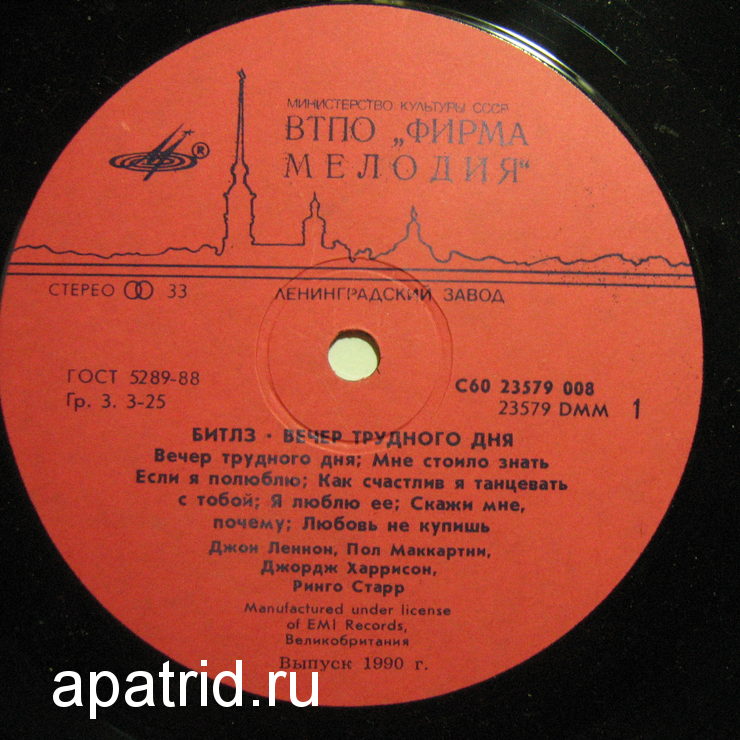 МИНИСТЕРСТВО КУЛЬТУРЫ СССР
ВТПО „ФИРМА
МЕЛОДИЯ“
®
СТЕРЕО 33
ЛЕНИНГРАДСКИЙ ЗАВОД
ГОСТ 5289-88
Гр. 3. 3-25
С60 23579 008
23579 DMM 1
БИТЛЗ · ВЕЧЕР ТРУДНОГО ДНЯ
Вечер трудного дня; Мне стоило знать
Если я полюблю; Как счастлив я танцевать
с тобой; Я люблю ее; Скажи мне,
почему; Любовь не купишь
Джон Леннон, Пол Маккартни,
Джордж Харрисон,
Ринго Старр
Manufactured under license
of EMI Records,
Великобритания
Выпуск 1990 г.
apatrid.ru